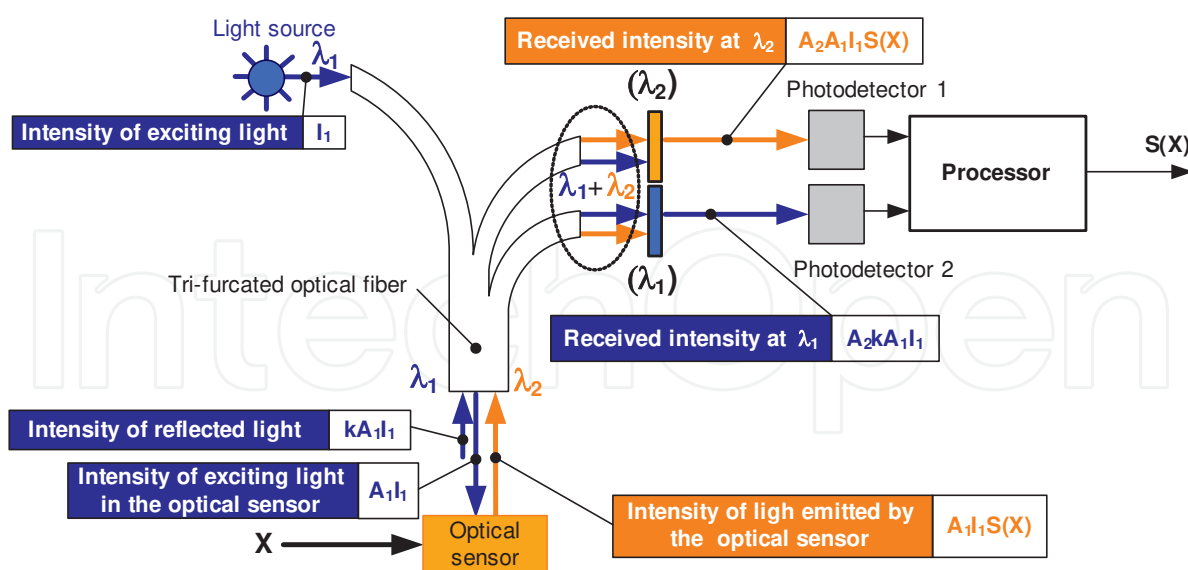 Light source
λ1
Intensity of exciting light I1
Received intensity at λ2 A2A1I1S(X)
(λ2)
Photodetector 1
λ1+λ2
Processor
S(X)
(λ1)
Photodetector 2
Tri-furcated optical fiber
Received intensity at λ1 A2kA1I1
λ1 λ2
Intensity of reflected light kA1I1
Intensity of exciting light
in the optical sensor A1I1
X
Optical
sensor
Intensity of ligh emitted by
the optical sensor A1I1S(X)
IntechOpen